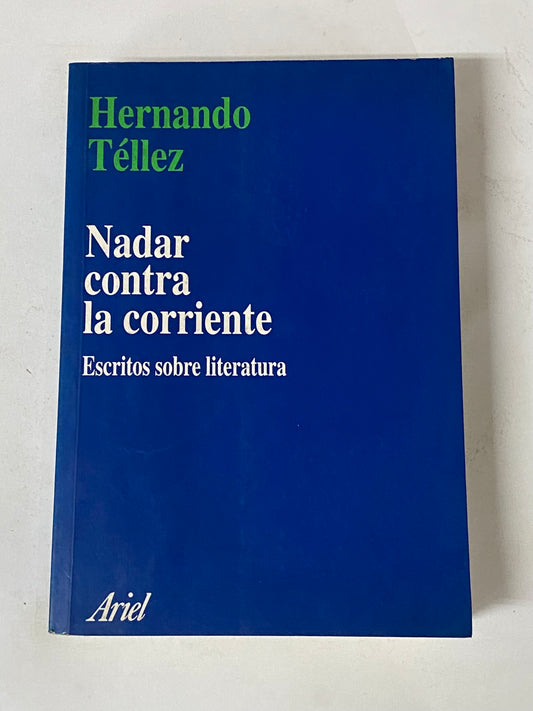 Hernando
Téllez
Nadar
contra
la corriente
Escritos sobre literatura
Ariel